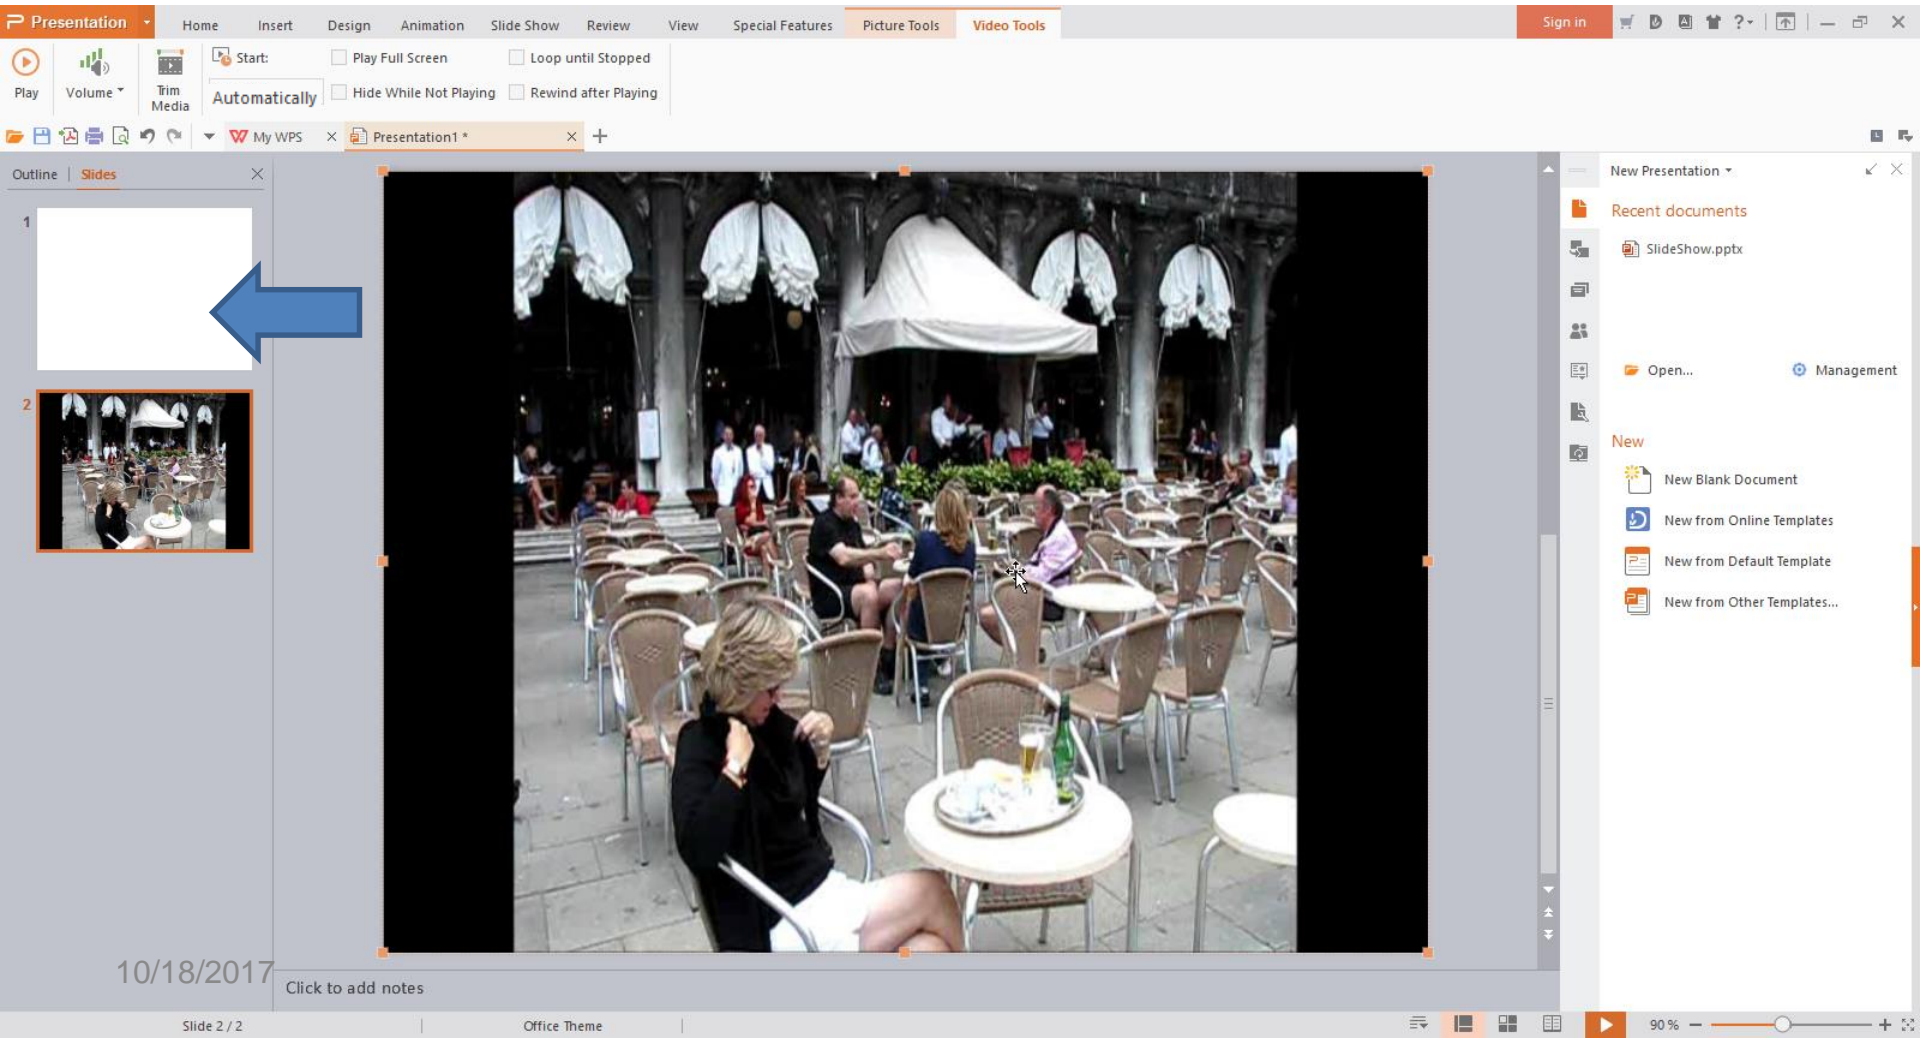 Presentation
Home Insert Design Animation Slide Show Review View Special Features Picture Tools Video Tools
Sign in
?
Play
Volume
Trim
Media
Start:
Automatically
Play Full Screen
Loop until Stopped
Hide While Not Playing
Rewind after Playing
My WPS
Presentation1 *
Outline | Slides
1
2
10/18/2017
Click to add notes
New Presentation
Recent documents
SlideShow.pptx
Open...
Management
New
New Blank Document
New from Online Templates
New from Default Template
New from Other Templates...
Slide 2 / 2
Office Theme
90 %